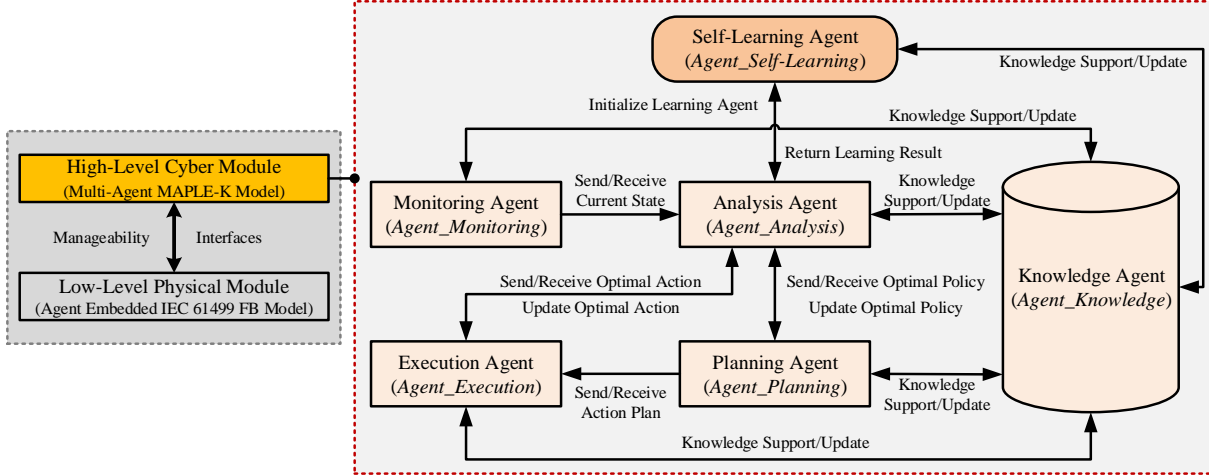 Self-Learning Agent
(Agent_Self-Learning)
Knowledge Support/Update
Initialize Learning Agent
Knowledge Support/Update
Return Learning Result
High-Level Cyber Module
(Multi-Agent MAPLE-K Model)
Manageability
Interfaces
Low-Level Physical Module
(Agent Embedded IEC 61499 FB Model)
Monitoring Agent
(Agent_Monitoring)
Send/Receive
Current State
Analysis Agent
(Agent_Analysis)
Knowledge
Support/Update
Knowledge Agent
(Agent_Knowledge)
Send/Receive Optimal Action
Update Optimal Action
Send/Receive Optimal Policy
Update Optimal Policy
Execution Agent
(Agent_Execution)
Send/Receive
Action Plan
Planning Agent
(Agent_Planning)
Knowledge
Support/Update
Knowledge Support/Update